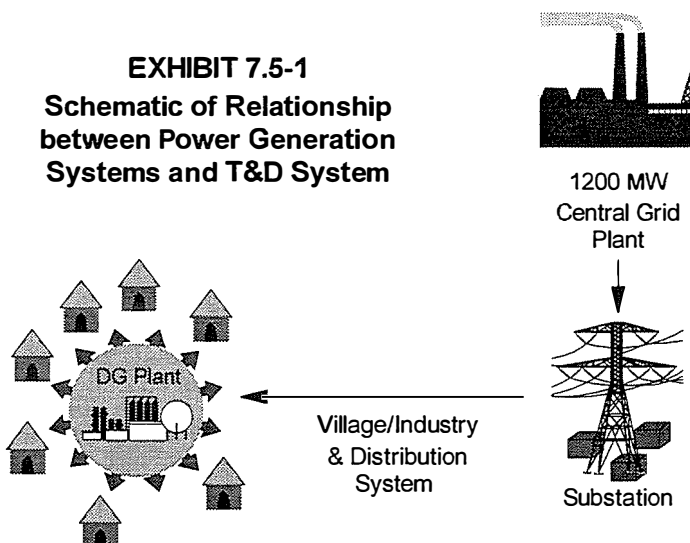 EXHIBIT 7.5-1
Schematic of Relationship
between Power Generation
Systems and T&D System
1200 MW
Central Grid
Plant
DG Plant
Village/Industry
& Distribution
System
Substation